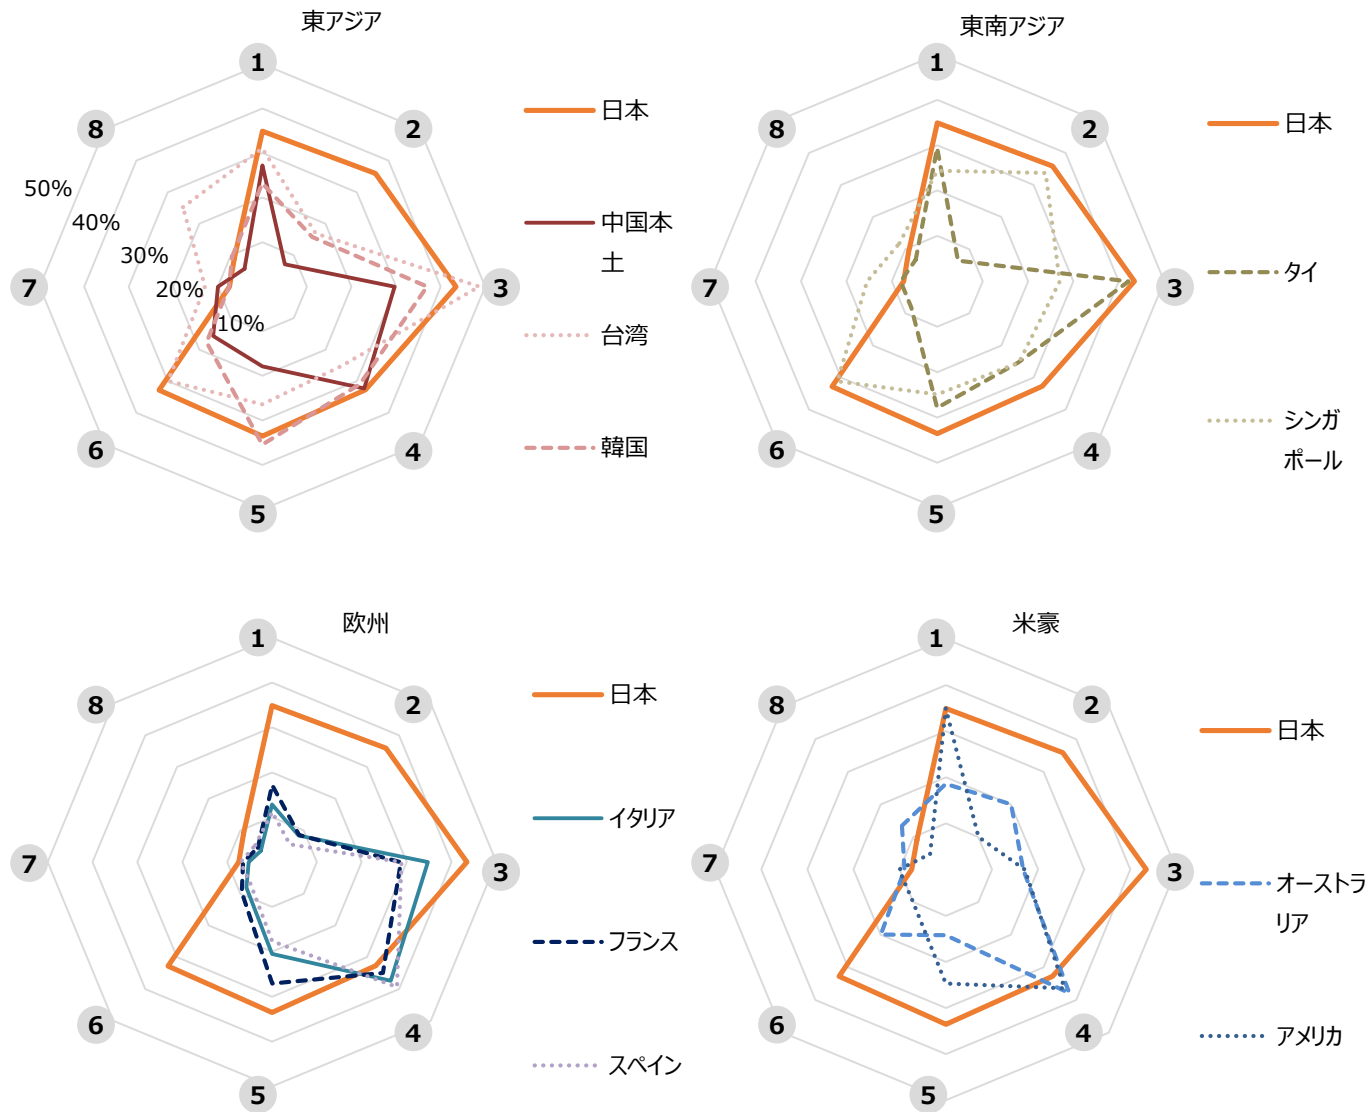 東アジア
1
2
3
4
5
6
7
8
50%
40%
30%
20%
10%
日本
中国本
土
台湾
韓国
東南アジア
1
2
3
4
5
6
7
8
日本
タイ
シンガ
ポール
欧州
1
2
3
4
5
6
7
8
日本
イタリア
フランス
スペイン
米豪
1
2
3
4
5
6
7
8
日本
オーストラ
リア
アメリカ